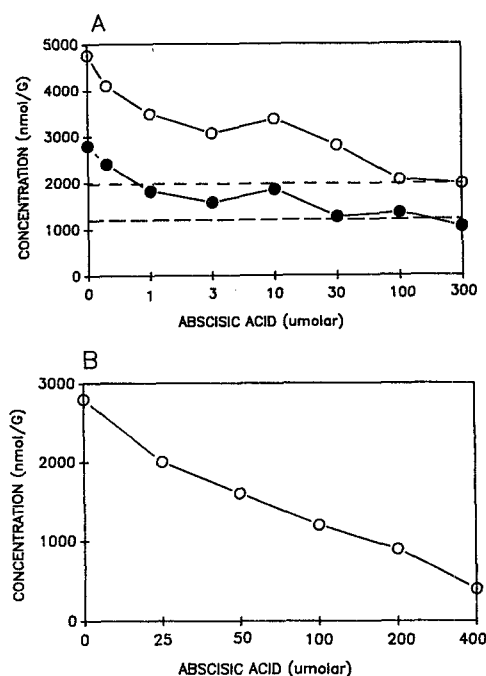 A
CONCENTRATION (nmol/G)
5000
4000
3000
2000
1000
0
0 1 3 10 30 100 300
ABSCISIC ACID (umolar)
B
CONCENTRATION (nmol/G)
3000
2000
1000
0
0 25 50 100 200 400
ABSCISIC ACID (umolar)